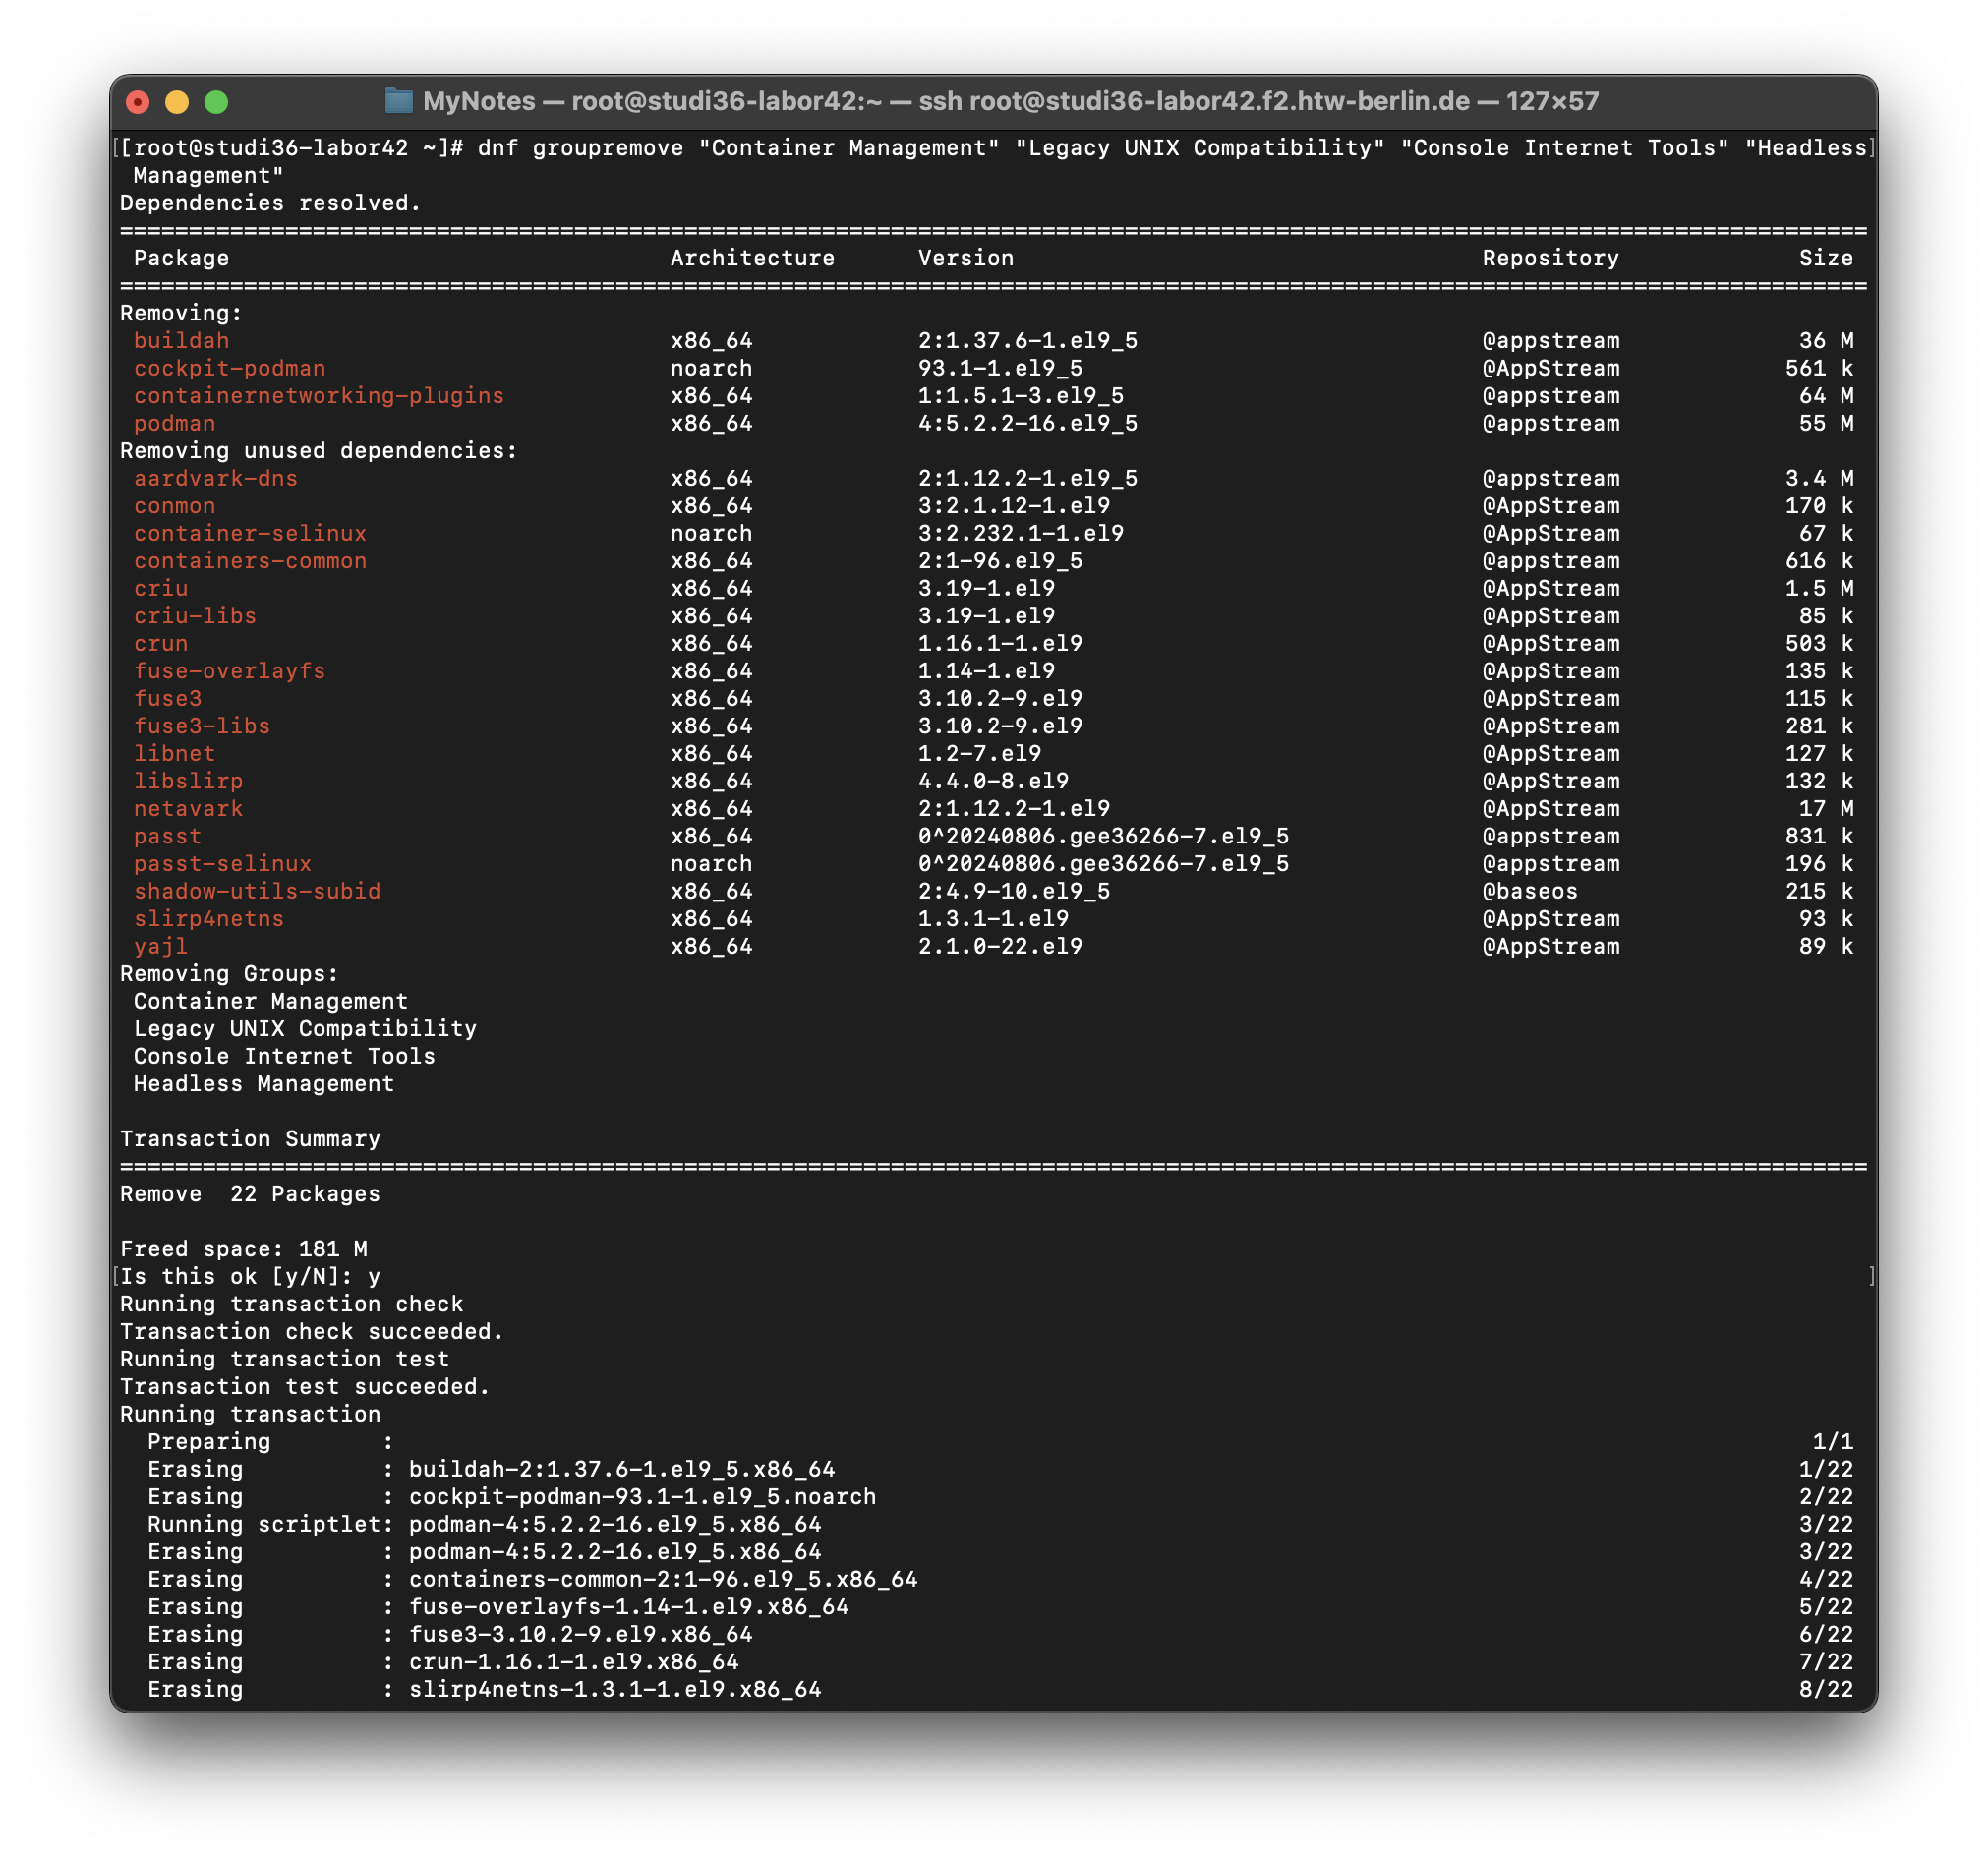 MyNotes — root@studi36-labor42:~ — ssh root@studi36-labor42.f2.htw-berlin.de — 127×57
[[root@studi36-labor42 ~]# dnf groupremove "Container Management" "Legacy UNIX Compatibility" "Console Internet Tools" "Headless]
 Management"
Dependencies resolved.
===============================================================================================================================
 Package                                Architecture      Version                                  Repository             Size
===============================================================================================================================
Removing:
 buildah                                x86_64            2:1.37.6-1.el9_5                         @appstream             36 M
 cockpit-podman                         noarch            93.1-1.el9_5                             @AppStream            561 k
 containernetworking-plugins            x86_64            1:1.5.1-3.el9_5                          @appstream             64 M
 podman                                 x86_64            4:5.2.2-16.el9_5                         @appstream             55 M
Removing unused dependencies:
 aardvark-dns                           x86_64            2:1.12.2-1.el9_5                         @appstream            3.4 M
 conmon                                 x86_64            3:2.1.12-1.el9                           @AppStream            170 k
 container-selinux                      noarch            3:2.232.1-1.el9                          @AppStream             67 k
 containers-common                      x86_64            2:1-96.el9_5                             @appstream            616 k
 criu                                   x86_64            3.19-1.el9                               @AppStream            1.5 M
 criu-libs                              x86_64            3.19-1.el9                               @AppStream             85 k
 crun                                   x86_64            1.16.1-1.el9                             @AppStream            503 k
 fuse-overlayfs                         x86_64            1.14-1.el9                               @AppStream            135 k
 fuse3                                  x86_64            3.10.2-9.el9                             @AppStream            115 k
 fuse3-libs                             x86_64            3.10.2-9.el9                             @AppStream            281 k
 libnet                                 x86_64            1.2-7.el9                                @AppStream            127 k
 libslirp                               x86_64            4.4.0-8.el9                              @AppStream            132 k
 netavark                               x86_64            2:1.12.2-1.el9                           @AppStream             17 M
 passt                                  x86_64            0^20240806.gee36266-7.el9_5              @appstream            831 k
 passt-selinux                          noarch            0^20240806.gee36266-7.el9_5              @appstream            196 k
 shadow-utils-subid                     x86_64            2:4.9-10.el9_5                           @baseos               215 k
 slirp4netns                            x86_64            1.3.1-1.el9                              @AppStream             93 k
 yajl                                   x86_64            2.1.0-22.el9                             @AppStream             89 k
Removing Groups:
 Container Management
 Legacy UNIX Compatibility
 Console Internet Tools
 Headless Management

Transaction Summary
===============================================================================================================================
Remove  22 Packages

Freed space: 181 M
[Is this ok [y/N]: y ]
Running transaction check
Transaction check succeeded.
Running transaction test
Transaction test succeeded.
Running transaction
  Preparing        :                                                                                                       1/1
  Erasing          : buildah-2:1.37.6-1.el9_5.x86_64                                                                      1/22
  Erasing          : cockpit-podman-93.1-1.el9_5.noarch                                                                   2/22
  Running scriptlet: podman-4:5.2.2-16.el9_5.x86_64                                                                       3/22
  Erasing          : podman-4:5.2.2-16.el9_5.x86_64                                                                       3/22
  Erasing          : containers-common-2:1-96.el9_5.x86_64                                                                4/22
  Erasing          : fuse-overlayfs-1.14-1.el9.x86_64                                                                     5/22
  Erasing          : fuse3-3.10.2-9.el9.x86_64                                                                            6/22
  Erasing          : crun-1.16.1-1.el9.x86_64                                                                             7/22
  Erasing          : slirp4netns-1.3.1-1.el9.x86_64                                                                       8/22